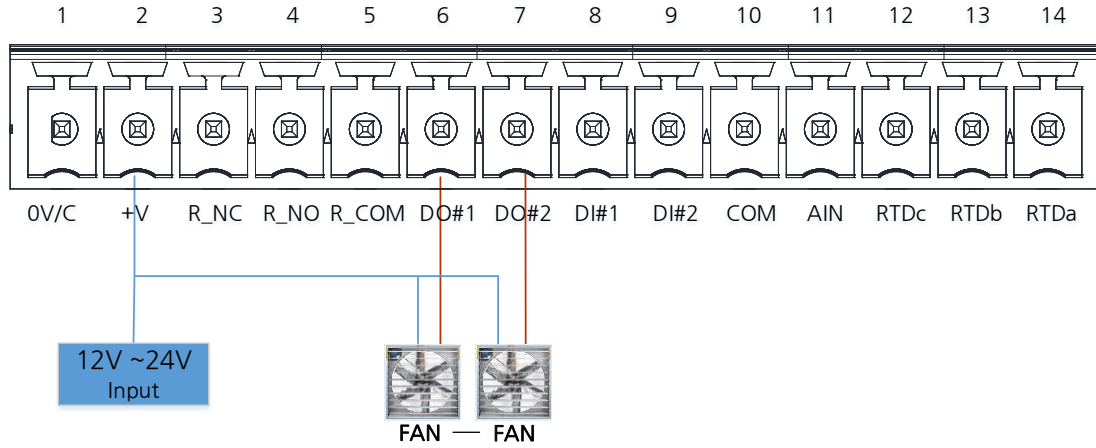 1 2 3 4 5 6 7 8 9 10 11 12 13 14
0V/C +V R_NC R_NO R_COM DO#1 DO#2 DI#1 DI#2 COM AIN RTDc RTDb RTDa
12V ~24V
Input
FAN — FAN